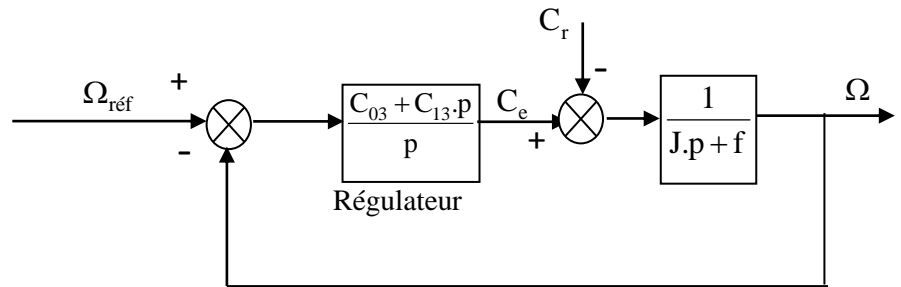 C_r
-
+
Ω_réf
-
C_03 + C_13.p
p
Régulateur
C_e
+
1
J.p + f
Ω